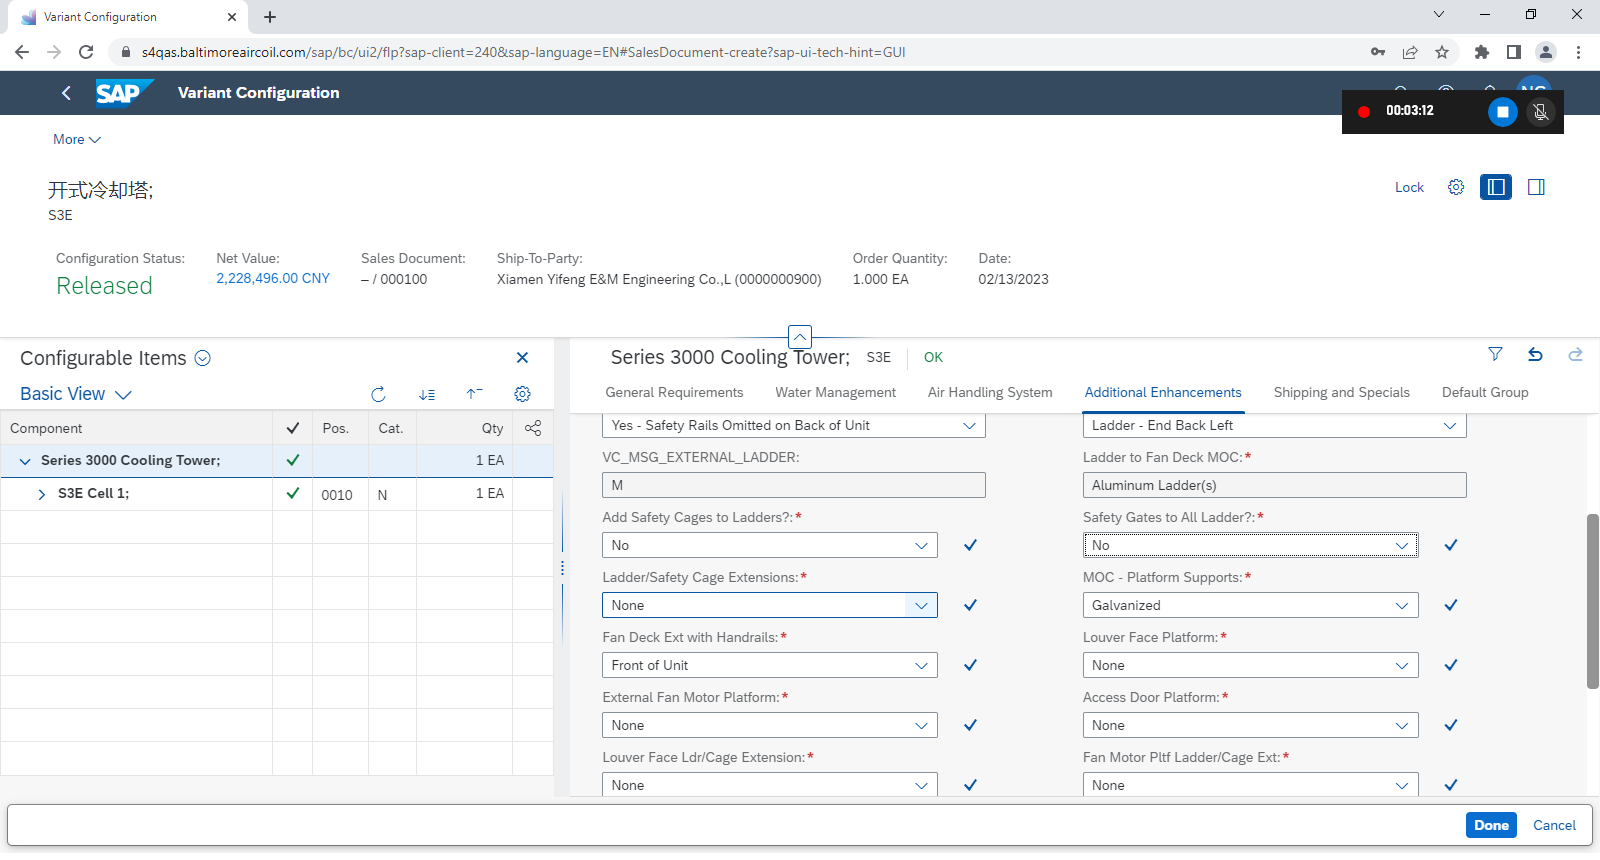 Variant Configuration
s4qas.baltimoreaircoil.com/sap/bc/ui2/flp?sap-client=240&sap-language=EN#SalesDocument-create?sap-ui-tech-hint=GUI
SAP
Variant Configuration
00:03:12
More
开式冷却塔;
S3E
Lock
Configuration Status: Net Value: Sales Document: Ship-To-Party: Order Quantity: Date:
Released 2,228,496.00 CNY – / 000100 Xiamen Yifeng E&M Engineering Co.,L (0000000900) 1.000 EA 02/13/2023
Configurable Items
Series 3000 Cooling Tower; S3E OK
Basic View
General Requirements Water Management Air Handling System Additional Enhancements Shipping and Specials Default Group
Component Pos. Cat. Qty
Series 3000 Cooling Tower; 1 EA
S3E Cell 1; 0010 N 1 EA
Yes - Safety Rails Omitted on Back of Unit Ladder - End Back Left
VC_MSG_EXTERNAL_LADDER: Ladder to Fan Deck MOC:*
M Aluminum Ladder(s)
Add Safety Cages to Ladders?:* Safety Gates to All Ladder?:*
No No
Ladder/Safety Cage Extensions:* MOC - Platform Supports:*
None Galvanized
Fan Deck Ext with Handrails:* Louver Face Platform:*
Front of Unit None
External Fan Motor Platform:* Access Door Platform:*
None None
Louver Face Ldr/Cage Extension:* Fan Motor Pltf Ladder/Cage Ext:*
None None
Done Cancel